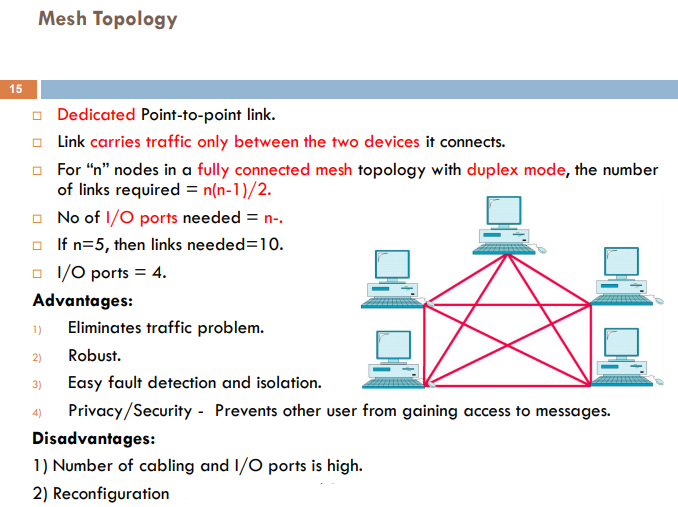 Mesh Topology
15
Dedicated Point-to-point link.
Link carries traffic only between the two devices it connects.
For “n” nodes in a fully connected mesh topology with duplex mode, the number
of links required = n(n-1)/2.
No of I/O ports needed = n-.
If n=5, then links needed=10.
I/O ports = 4.
Advantages:
1) Eliminates traffic problem.
2) Robust.
3) Easy fault detection and isolation.
4) Privacy/Security - Prevents other user from gaining access to messages.
Disadvantages:
1) Number of cabling and I/O ports is high.
2) Reconfiguration